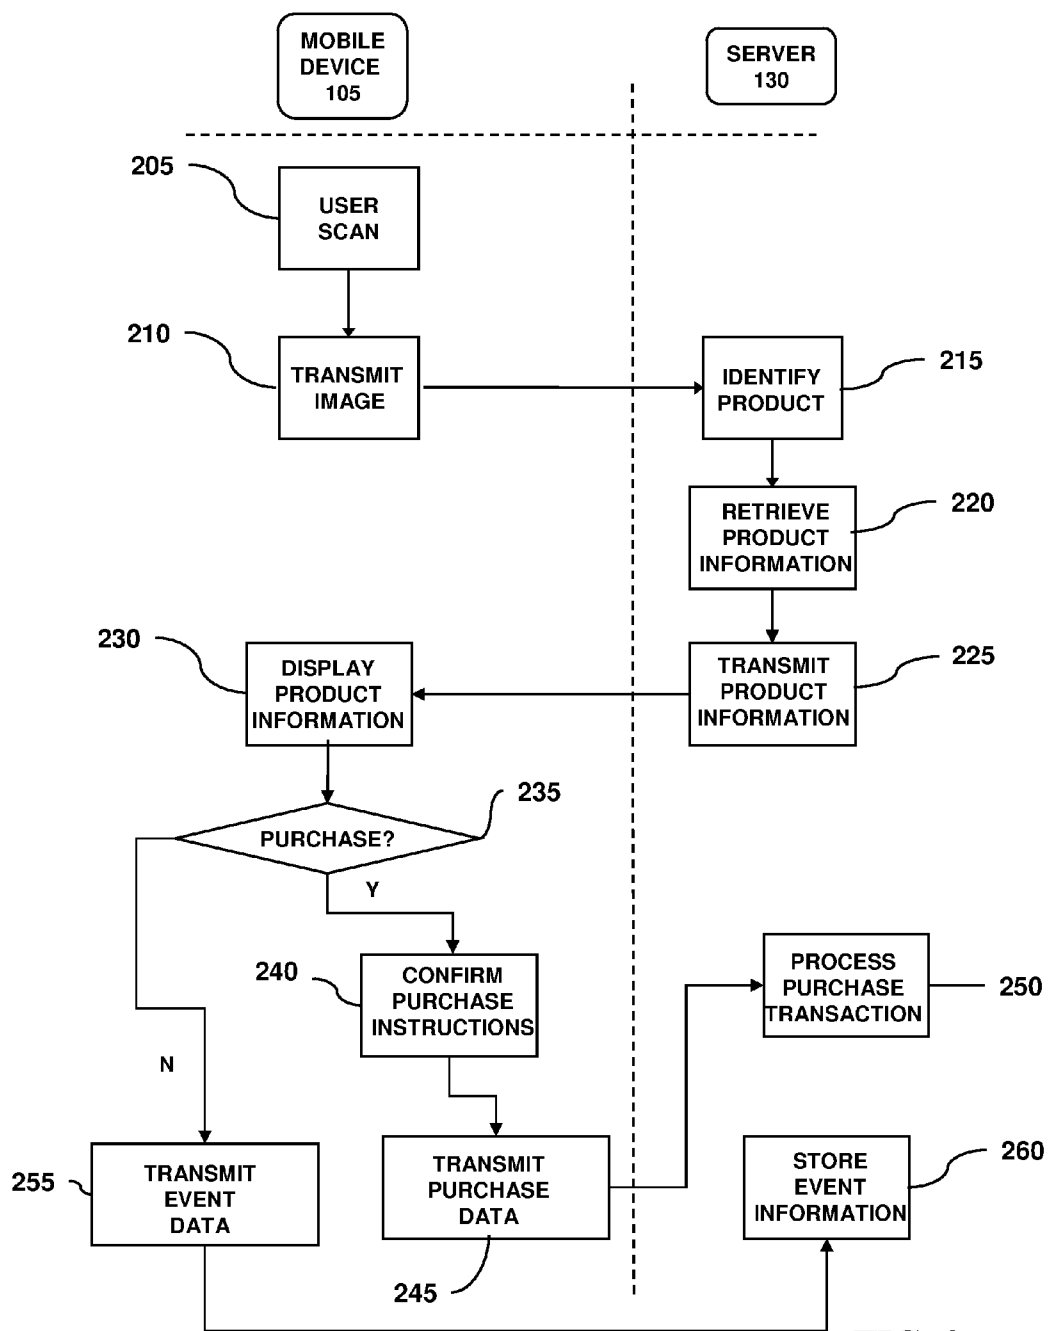 MOBILE
DEVICE
105
SERVER
130
205
USER
SCAN
210
TRANSMIT
IMAGE
IDENTIFY
PRODUCT
215
RETRIEVE
PRODUCT
INFORMATION
220
230
DISPLAY
PRODUCT
INFORMATION
TRANSMIT
PRODUCT
INFORMATION
225
PURCHASE?
235
Y
N
240
CONFIRM
PURCHASE
INSTRUCTIONS
PROCESS
PURCHASE
TRANSACTION
250
255
TRANSMIT
EVENT
DATA
TRANSMIT
PURCHASE
DATA
245
STORE
EVENT
INFORMATION
260